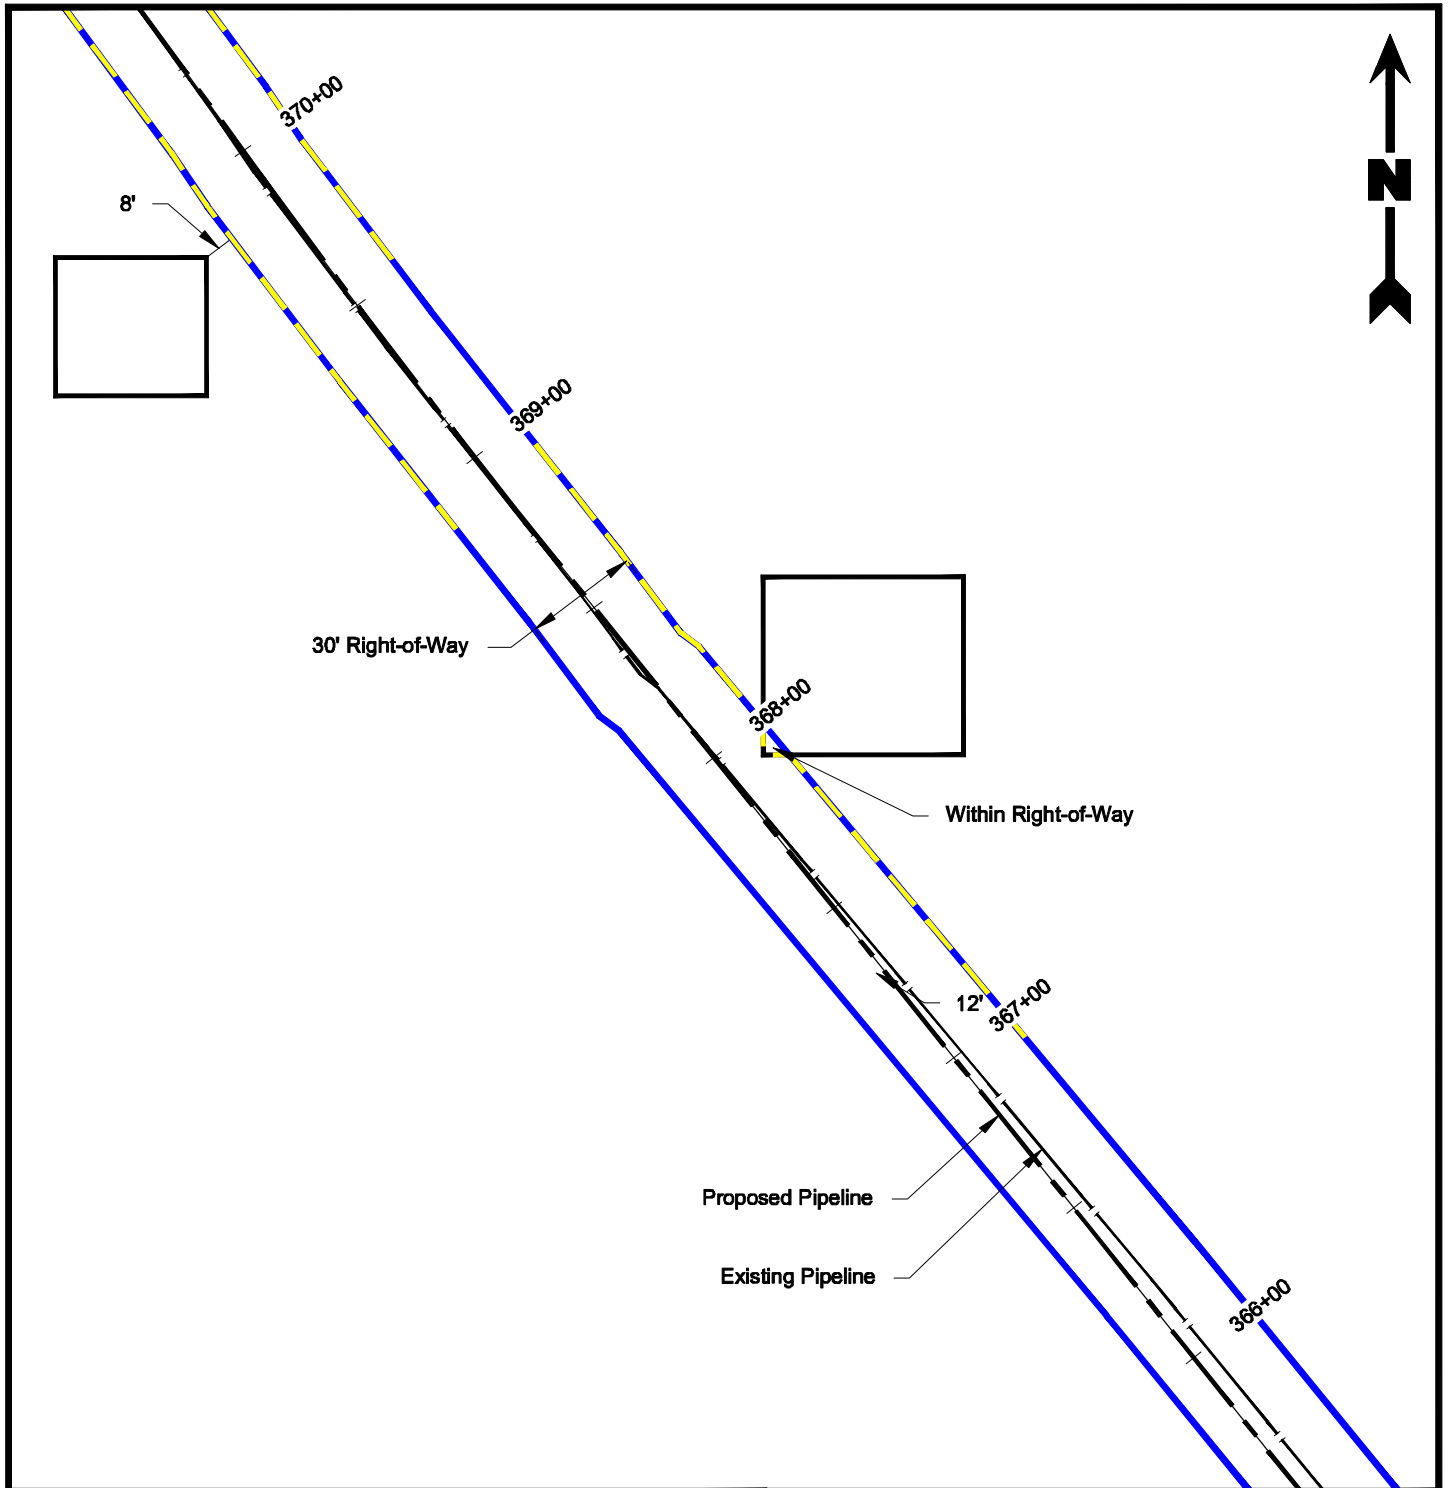 370+00
N
8'
369+00
30' Right-of-Way
368+00
Within Right-of-Way
12'
367+00
Proposed Pipeline
Existing Pipeline
366+00